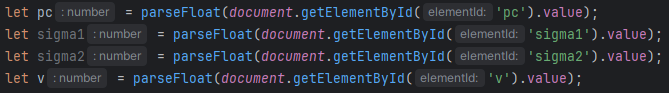 let pc : number = parseFloat(document.getElementById( elementId: 'pc').value);
let sigma1 : number = parseFloat(document.getElementById( elementId: 'sigma1').value);
let sigma2 : number = parseFloat(document.getElementById( elementId: 'sigma2').value);
let v : number = parseFloat(document.getElementById( elementId: 'v').value);